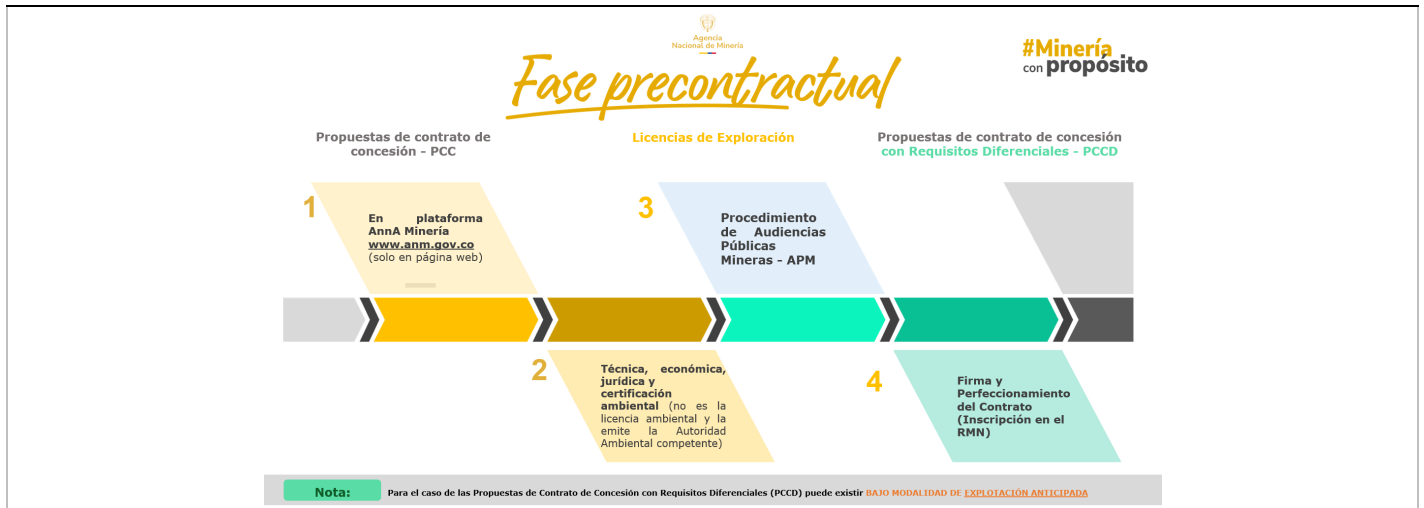 Agencia
Nacional de Minería
#Minería
con propósito
Fase precontractual
Propuestas de contrato de
concesión - PCC
Licencias de Exploración
Propuestas de contrato de concesión
con Requisitos Diferenciales - PCCD
1
En plataforma
AnnA Minería
www.anm.gov.co
(solo en página web)
3
Procedimiento
de Audiencias
Públicas
Mineras - APM
2
Técnica, económica,
jurídica y
certificación
ambiental (no es la
licencia ambiental y la
emite la Autoridad
Ambiental competente)
4
Firma y
Perfeccionamiento
del Contrato
(Inscripción en el
RMN)
Nota:
Para el caso de las Propuestas de Contrato de Concesión con Requisitos Diferenciales (PCCD) puede existir BAJO MODALIDAD DE EXPLOTACIÓN ANTICIPADA